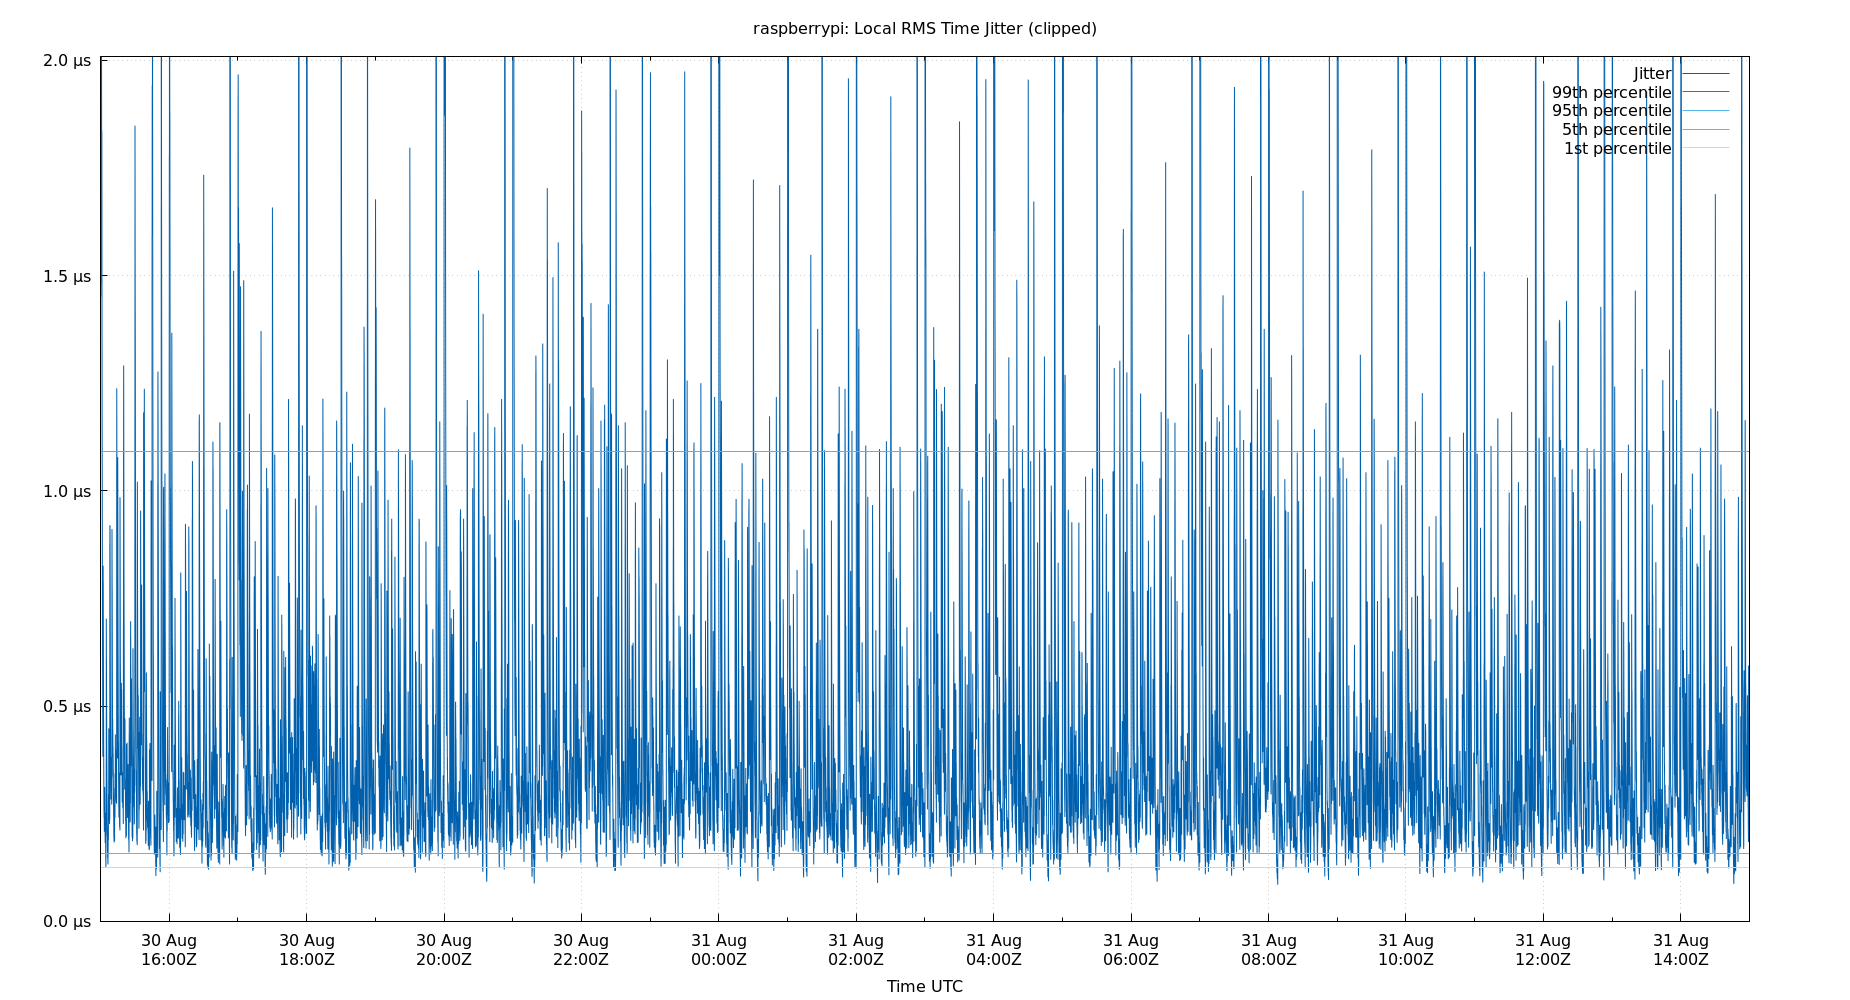 raspberrypi: Local RMS Time Jitter (clipped)
2.0 µs
1.5 µs
1.0 µs
0.5 µs
0.0 µs
Jitter
99th percentile
95th percentile
5th percentile
1st percentile
30 Aug 30 Aug 30 Aug 30 Aug 31 Aug 31 Aug 31 Aug 31 Aug 31 Aug 31 Aug 31 Aug 31 Aug
16:00Z 18:00Z 20:00Z 22:00Z 00:00Z 02:00Z 04:00Z 06:00Z 08:00Z 10:00Z 12:00Z 14:00Z
Time UTC